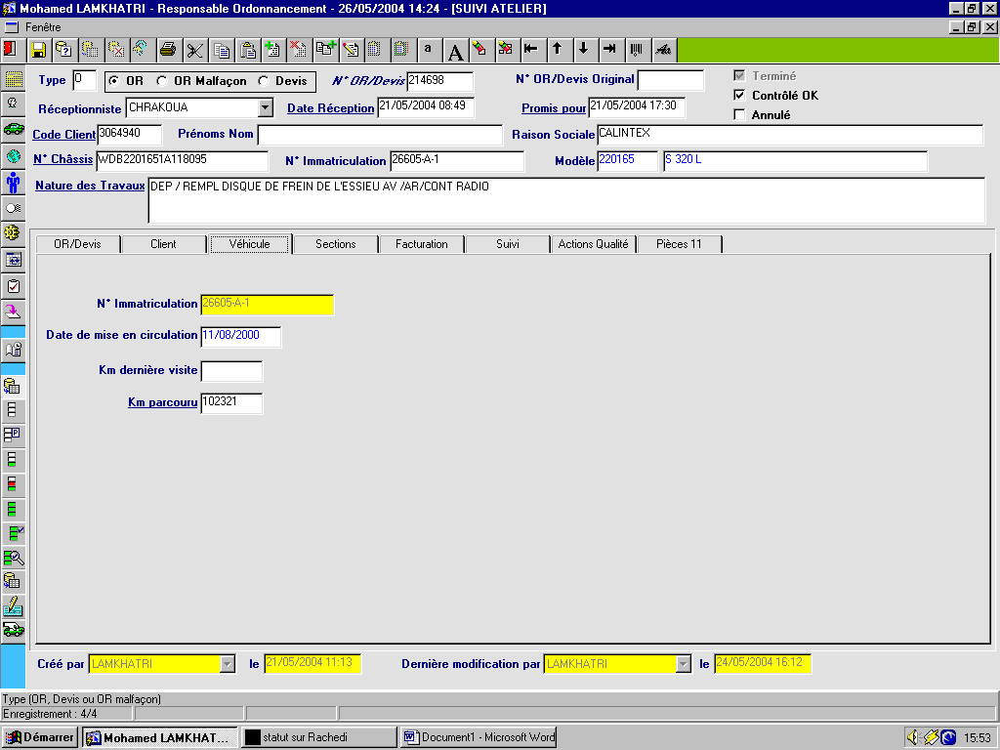 Mohamed LAMKHATRI - Responsable Ordonnancement - 26/05/2004 14:24 - [SUIVI ATELIER]
Fenêtre
a A
Type 0 OR OR Malfaçon Devis N° OR/Devis 214698 N° OR/Devis Original Terminé
Contrôlé OK
Réceptionniste CHRAKOUA Date Réception 21/05/2004 08:49 Promis pour 21/05/2004 17:30 Annulé
Code Client 3064940 Prénoms Nom Raison Sociale CALINTEX
N° Châssis WDB2201651A118095 N° Immatriculation 26605-A-1 Modèle 220165 S 320 L
Nature des Travaux DEP / REMPL DISQUE DE FREIN DE L'ESSIEU AV /AR/CONT RADIO
OR/Devis Client Véhicule Sections Facturation Suivi Actions Qualité Pièces 11
N° Immatriculation 26605-A-1
Date de mise en circulation 11/08/2000
Km dernière visite
Km parcouru 102321
Créé par LAMKHATRI le 21/05/2004 11:13 Dernière modification par LAMKHATRI le 24/05/2004 16:12
Type (OR, Devis ou OR malfaçon)
Enregistrement : 4/4
Démarrer Mohamed LAMKHAT... statut sur Rachedi Document1 - Microsoft Word 15:53